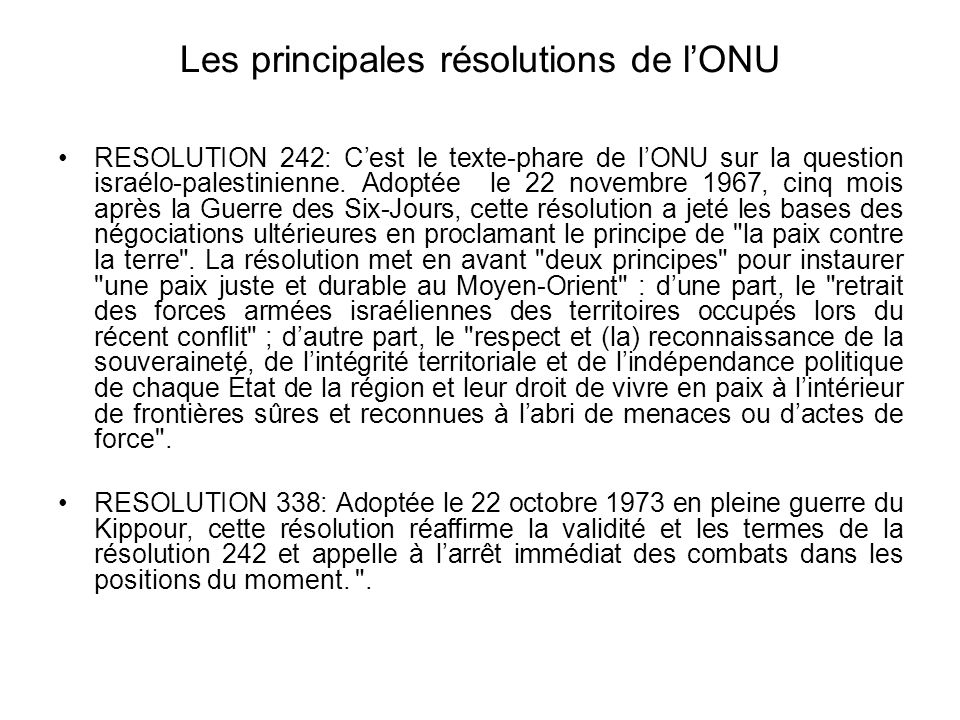 Les principales résolutions de l’ONU
• RESOLUTION 242: C’est le texte-phare de l’ONU sur la question
israélo-palestinienne. Adoptée le 22 novembre 1967, cinq mois
après la Guerre des Six-Jours, cette résolution a jeté les bases des
négociations ultérieures en proclamant le principe de "la paix contre
la terre". La résolution met en avant "deux principes" pour instaurer
"une paix juste et durable au Moyen-Orient" : d’une part, le "retrait
des forces armées israéliennes des territoires occupés lors du
récent conflit" ; d’autre part, le "respect et (la) reconnaissance de la
souveraineté, de l’intégrité territoriale et de l’indépendance politique
de chaque État de la région et leur droit de vivre en paix à l’intérieur
de frontières sûres et reconnues à l’abri de menaces ou d’actes de
force".
• RESOLUTION 338: Adoptée le 22 octobre 1973 en pleine guerre du
Kippour, cette résolution réaffirme la validité et les termes de la
résolution 242 et appelle à l’arrêt immédiat des combats dans les
positions du moment. ".